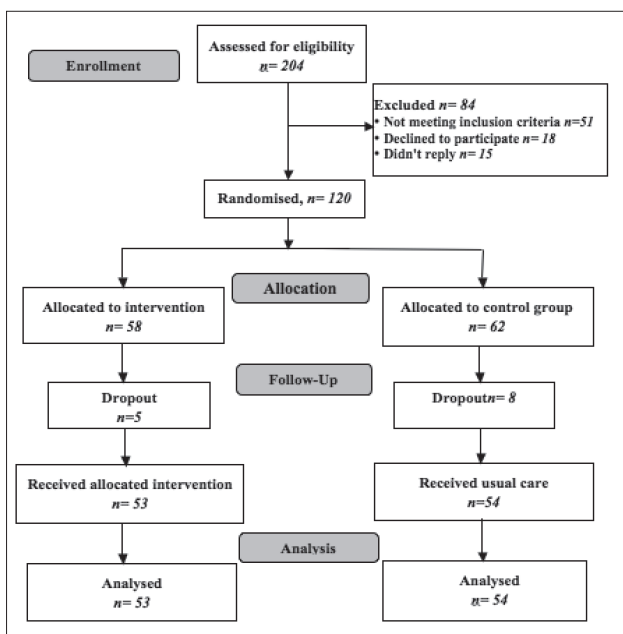 Assessed for eligibility
n= 204
Enrollment
Excluded n= 84
• Not meeting inclusion criteria n=51
• Declined to participate n= 18
• Didn't reply n= 15
Randomised, n= 120
Allocation
Allocated to intervention
n= 58
Allocated to control group
n= 62
Follow-Up
Dropout
n=5
Dropoutn= 8
Received allocated intervention
n= 53
Received usual care
n=54
Analysis
Analysed
n= 53
Analysed
n= 54